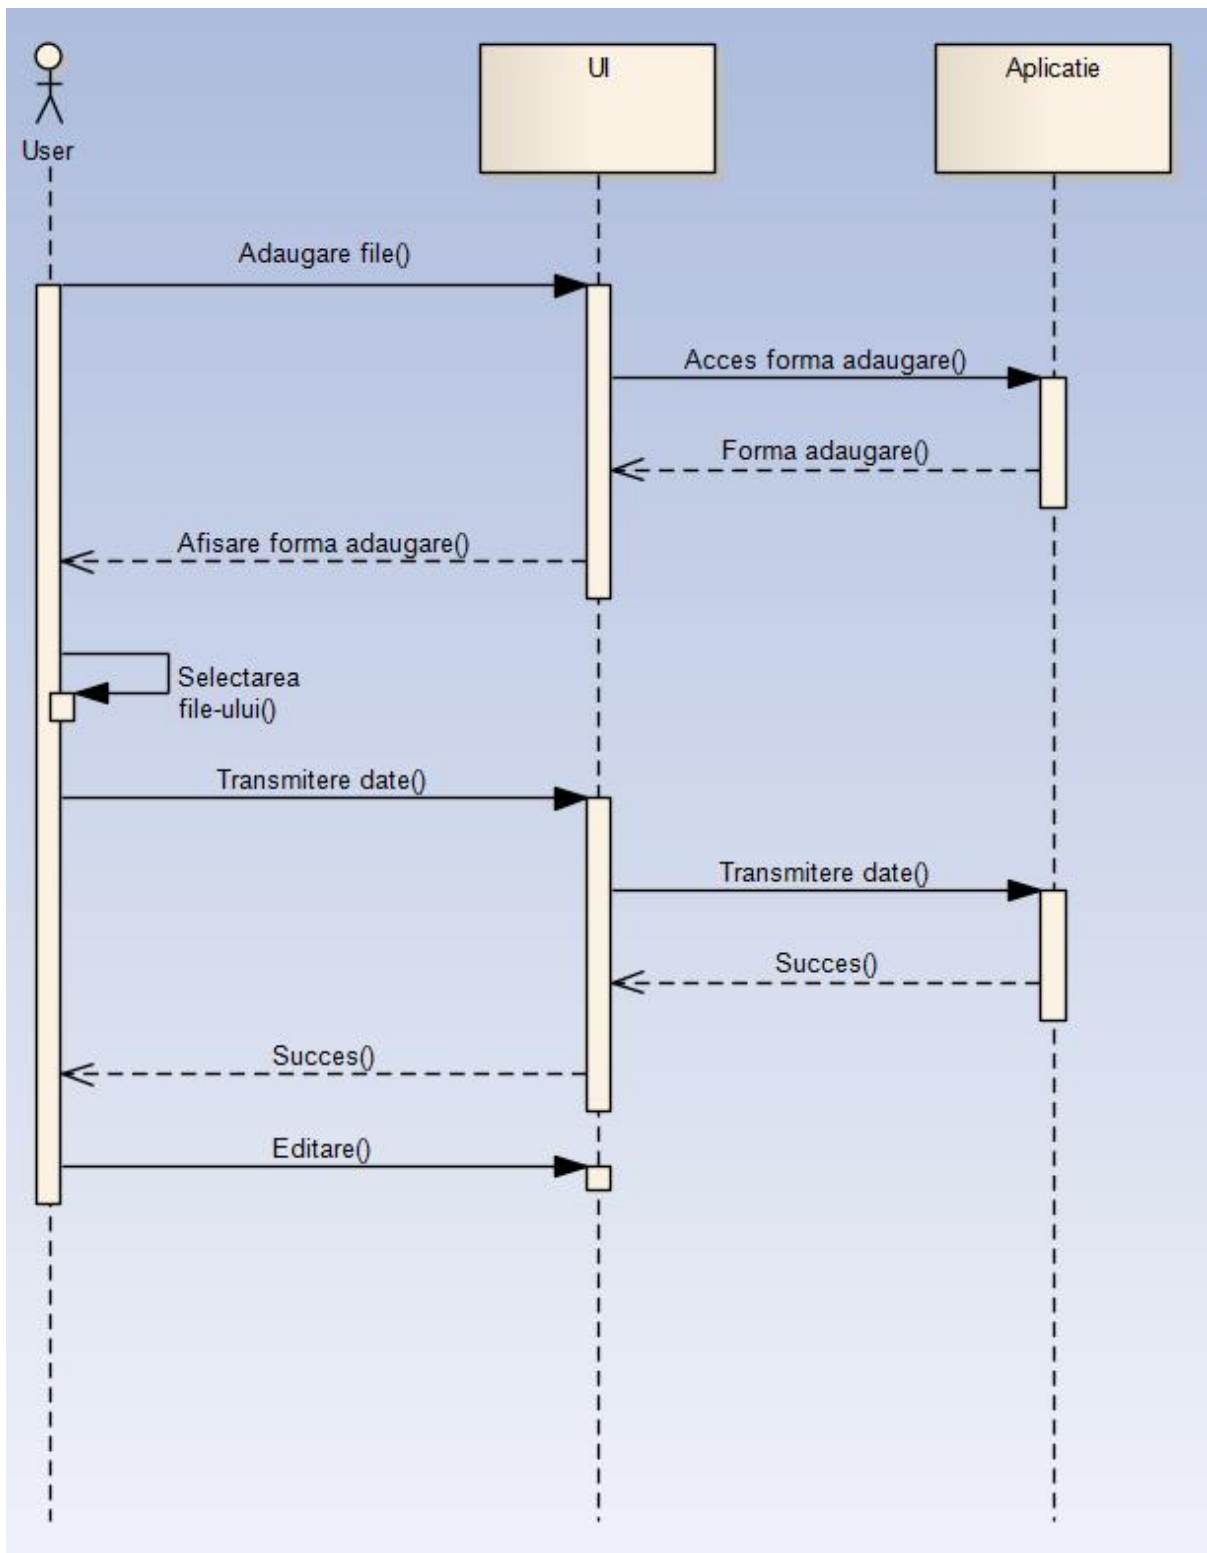 User
UI
Aplicatie
Adaugare file()
Acces forma adaugare()
Forma adaugare()
Afisare forma adaugare()
Selectarea
file-ului()
Transmitere date()
Transmitere date()
Succes()
Succes()
Editare()